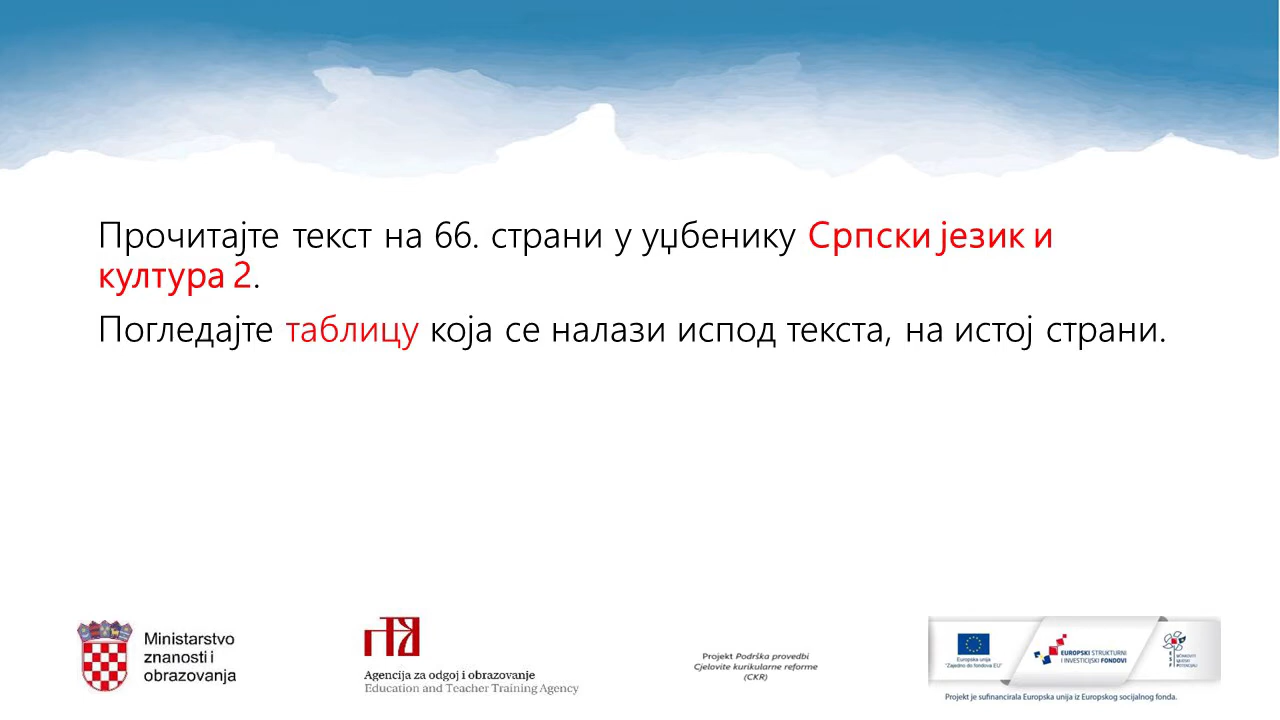 Прочитајте текст на 66. страни у уџбенику Српски језик и
култура 2.
Погледајте таблицу која се налази испод текста, на истој страни.
Ministarstvo
znanosti i
obrazovanja
Agencija za odgoj i obrazovanje
Education and Teacher Training Agency
Projekt Podrška provedbi
Cjelovite kurikularne reforme
(CKR)
Europska unija
"Zajedno do fondova EU"
EUROPSKI STRUKTURNI
I INVESTICIJSKI FONDOVI
Projekt je sufinancirala Europska unija iz Europskog socijalnog fonda.